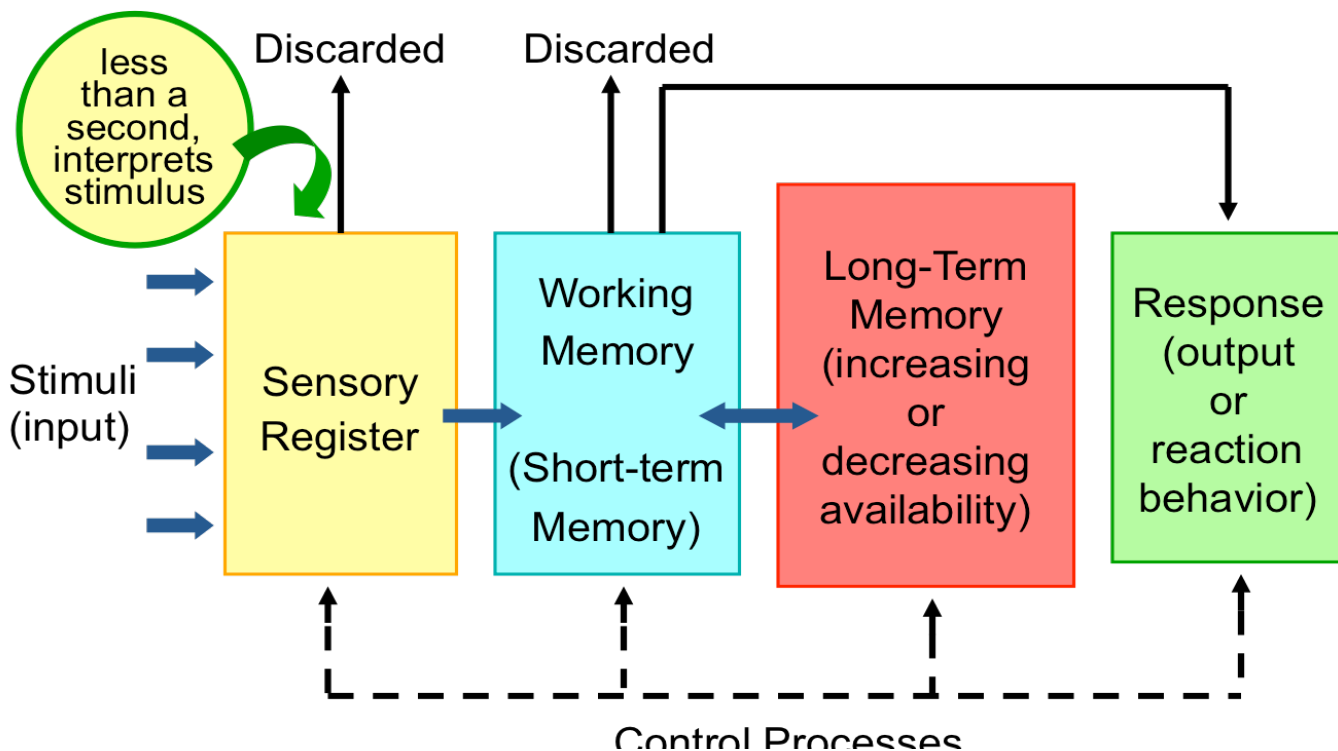 less
than a
second,
interprets
stimulus
Discarded
Discarded
Stimuli
(input)
Sensory
Register
Working
Memory
(Short-term
Memory)
Long-Term
Memory
(increasing
or
decreasing
availability)
Response
(output
or
reaction
behavior)
Control Processes